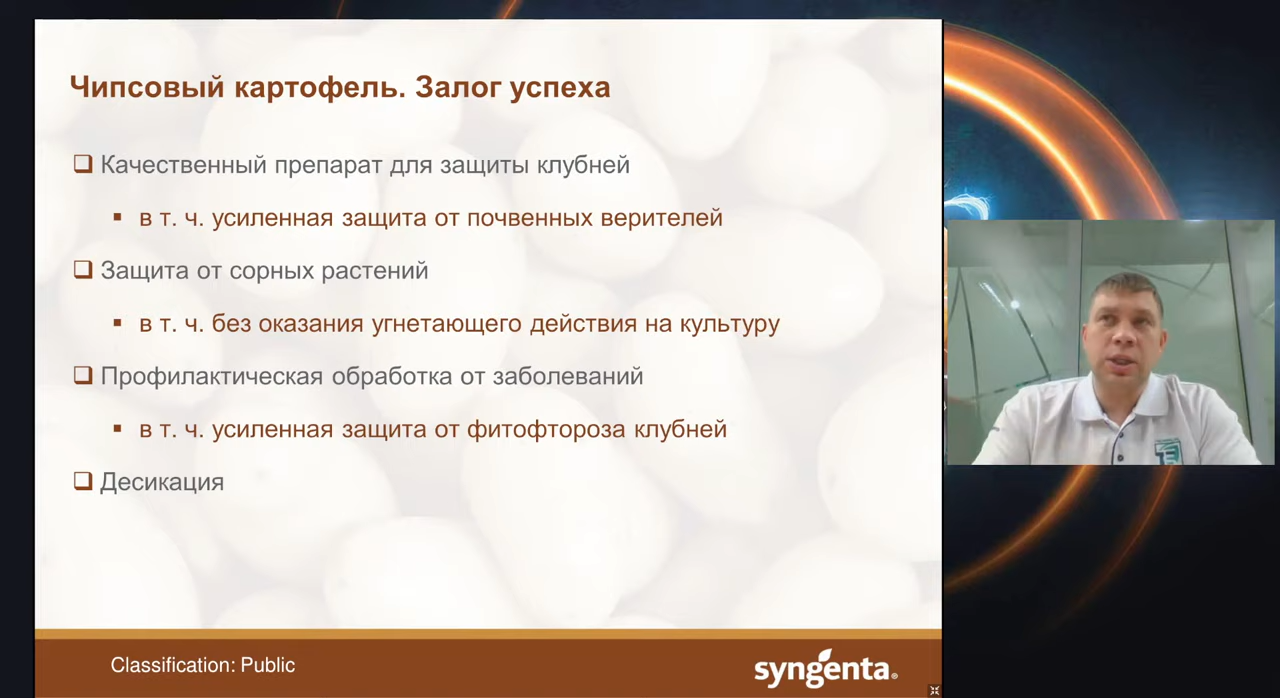 Чипсовый картофель. Залог успеха
Качественный препарат для защиты клубней
в т. ч. усиленная защита от почвенных верителей
Защита от сорных растений
в т. ч. без оказания угнетающего действия на культуру
Профилактическая обработка от заболеваний
в т. ч. усиленная защита от фитофтороза клубней
Десикация
Classification: Public
syngenta®